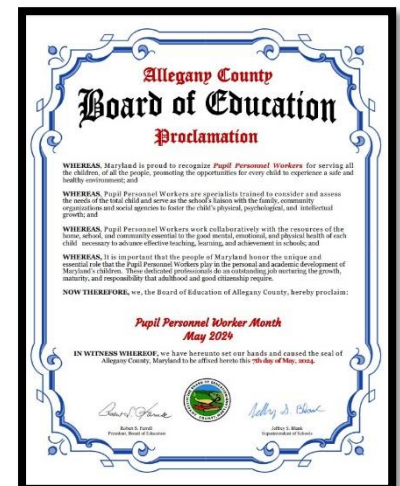 Allegany County
Board of Education
Proclamation
WHEREAS, Maryland is proud to recognize Pupil Personnel Workers for serving all
the children, of all the people, promoting the opportunities for every child to experience a safe and
healthy environment; and
WHEREAS, Pupil Personnel Workers are specialists trained to consider and assess
the needs of the total child and serve as the school's liaison with the family, community
organizations and social agencies to foster the child's physical, psychological, and intellectual
growth; and
WHEREAS, Pupil Personnel Workers work collaboratively with the resources of the
home, school, and community essential to the good mental, emotional, and physical health of each
child necessary to advance effective teaching, learning, and achievement in schools; and
WHEREAS, It is important that the people of Maryland honor the unique and
essential role that the Pupil Personnel Workers play in the personal and academic development of
Maryland's children. These dedicated professionals do an outstanding job nurturing the growth,
maturity, and responsibility that adulthood and good citizenship require.
NOW THEREFORE, we, the Board of Education of Allegany County, hereby proclaim:
Pupil Personnel Worker Month
May 2024
IN WITNESS WHEREOF, we have hereunto set our hands and caused the seal of
Allegany County, Maryland to be affixed hereto this 7th day of May, 2024.
Robert S. Farrell
President, Board of Education
Jeffrey S. Blank
Superintendent of Schools